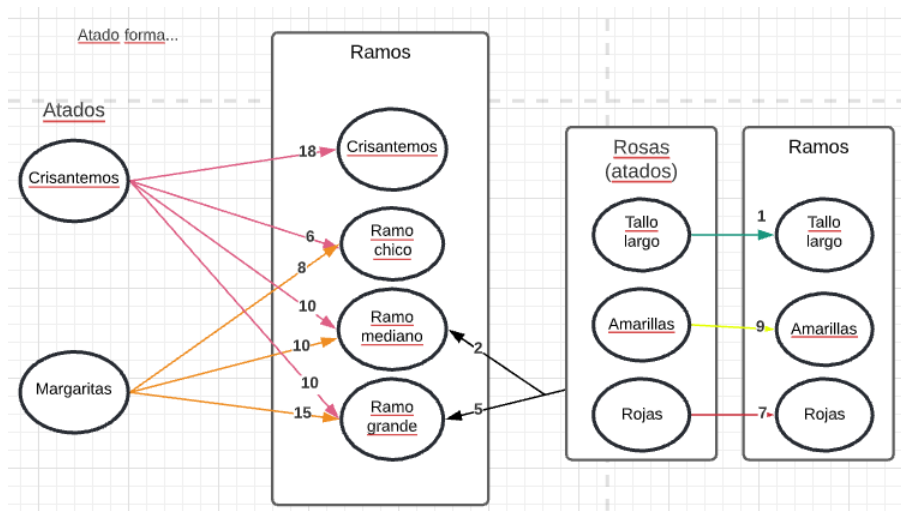 Atado forma...
Atados
Crisantemos
Margaritas
Ramos
Crisantemos
Ramo
chico
Ramo
mediano
Ramo
grande
18
6
8
10
10
10
15
2
5
Rosas
(atados)
Tallo
largo
Amarillas
Rojas
1
9
7
Ramos
Tallo
largo
Amarillas
Rojas